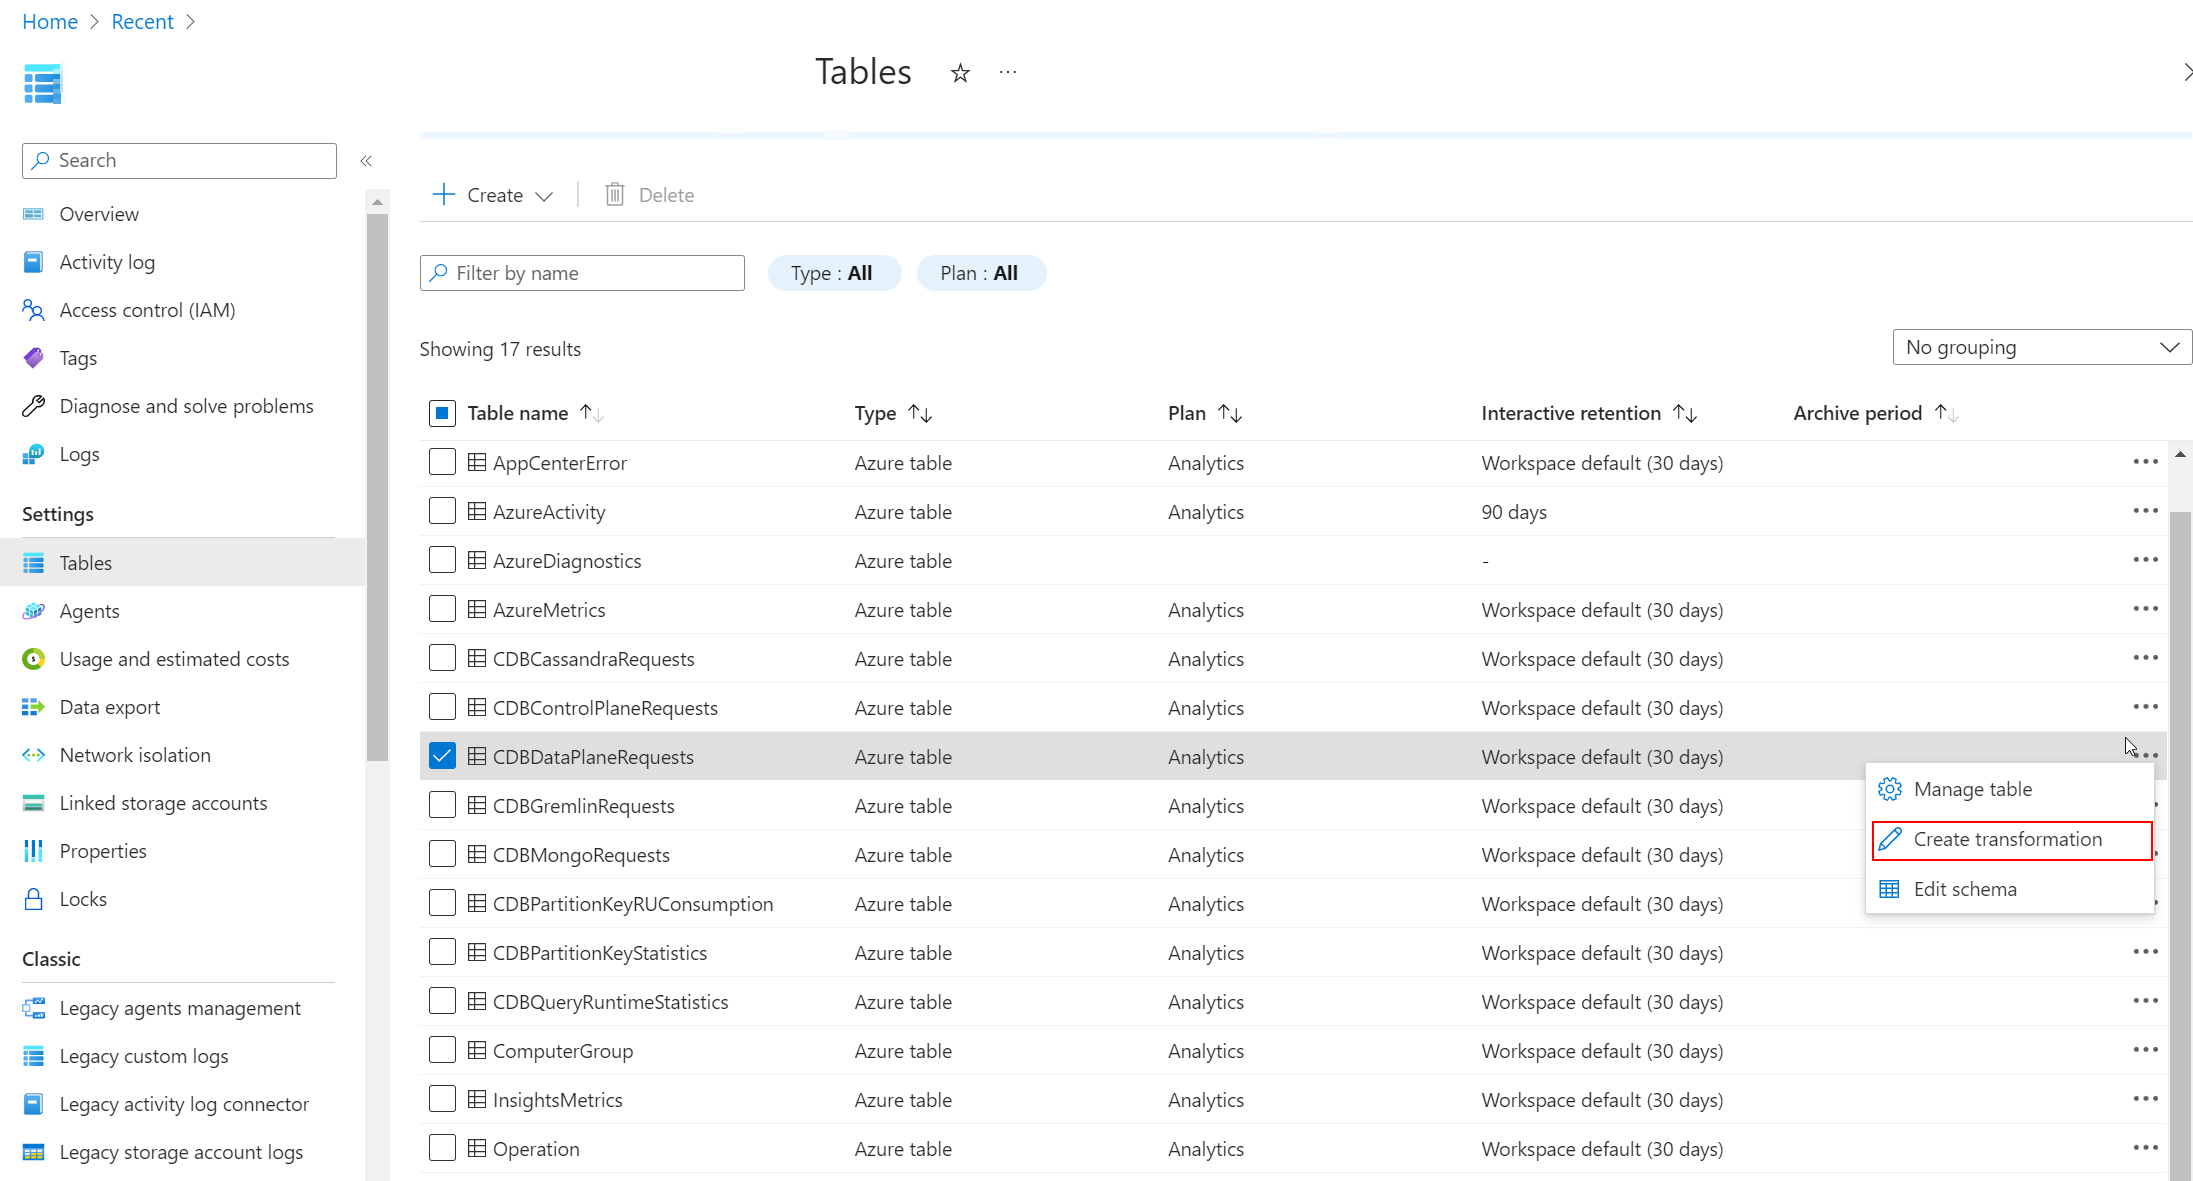 Home > Recent >
Tables
Search
Overview
Activity log
Access control (IAM)
Tags
Diagnose and solve problems
Logs
Settings
Tables
Agents
Usage and estimated costs
Data export
Network isolation
Linked storage accounts
Properties
Locks
Classic
Legacy agents management
Legacy custom logs
Legacy activity log connector
Legacy storage account logs
Create
Delete
Filter by name
Type : All
Plan : All
Showing 17 results
No grouping
Table name Type Plan Interactive retention Archive period
AppCenterError Azure table Analytics Workspace default (30 days)
AzureActivity Azure table Analytics 90 days
AzureDiagnostics Azure table -
AzureMetrics Azure table Analytics Workspace default (30 days)
CDBCassandraRequests Azure table Analytics Workspace default (30 days)
CDBControlPlaneRequests Azure table Analytics Workspace default (30 days)
CDBDataPlaneRequests Azure table Analytics Workspace default (30 days)
CDBGremlinRequests Azure table Analytics Workspace default (30 days)
CDBMongoRequests Azure table Analytics Workspace default (30 days)
CDBPartitionKeyRUConsumption Azure table Analytics Workspace default (30 days)
CDBPartitionKeyStatistics Azure table Analytics Workspace default (30 days)
CDBQueryRuntimeStatistics Azure table Analytics Workspace default (30 days)
ComputerGroup Azure table Analytics Workspace default (30 days)
InsightsMetrics Azure table Analytics Workspace default (30 days)
Operation Azure table Analytics Workspace default (30 days)
Manage table
Create transformation
Edit schema